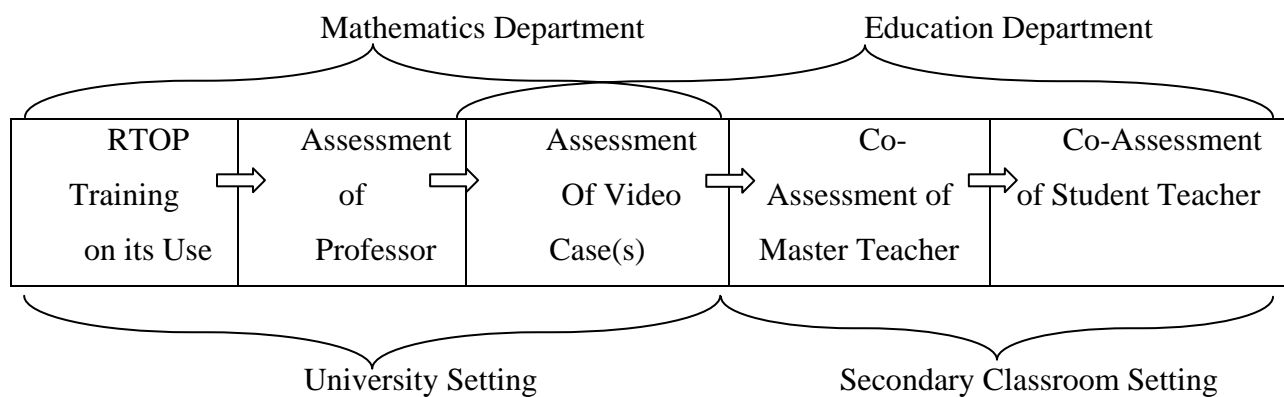 Mathematics Department
Education Department
RTOP
Training
on its Use
Assessment
of
Professor
Assessment
Of Video
Case(s)
Co-
Assessment of
Master Teacher
Co-Assessment
of Student Teacher
University Setting
Secondary Classroom Setting